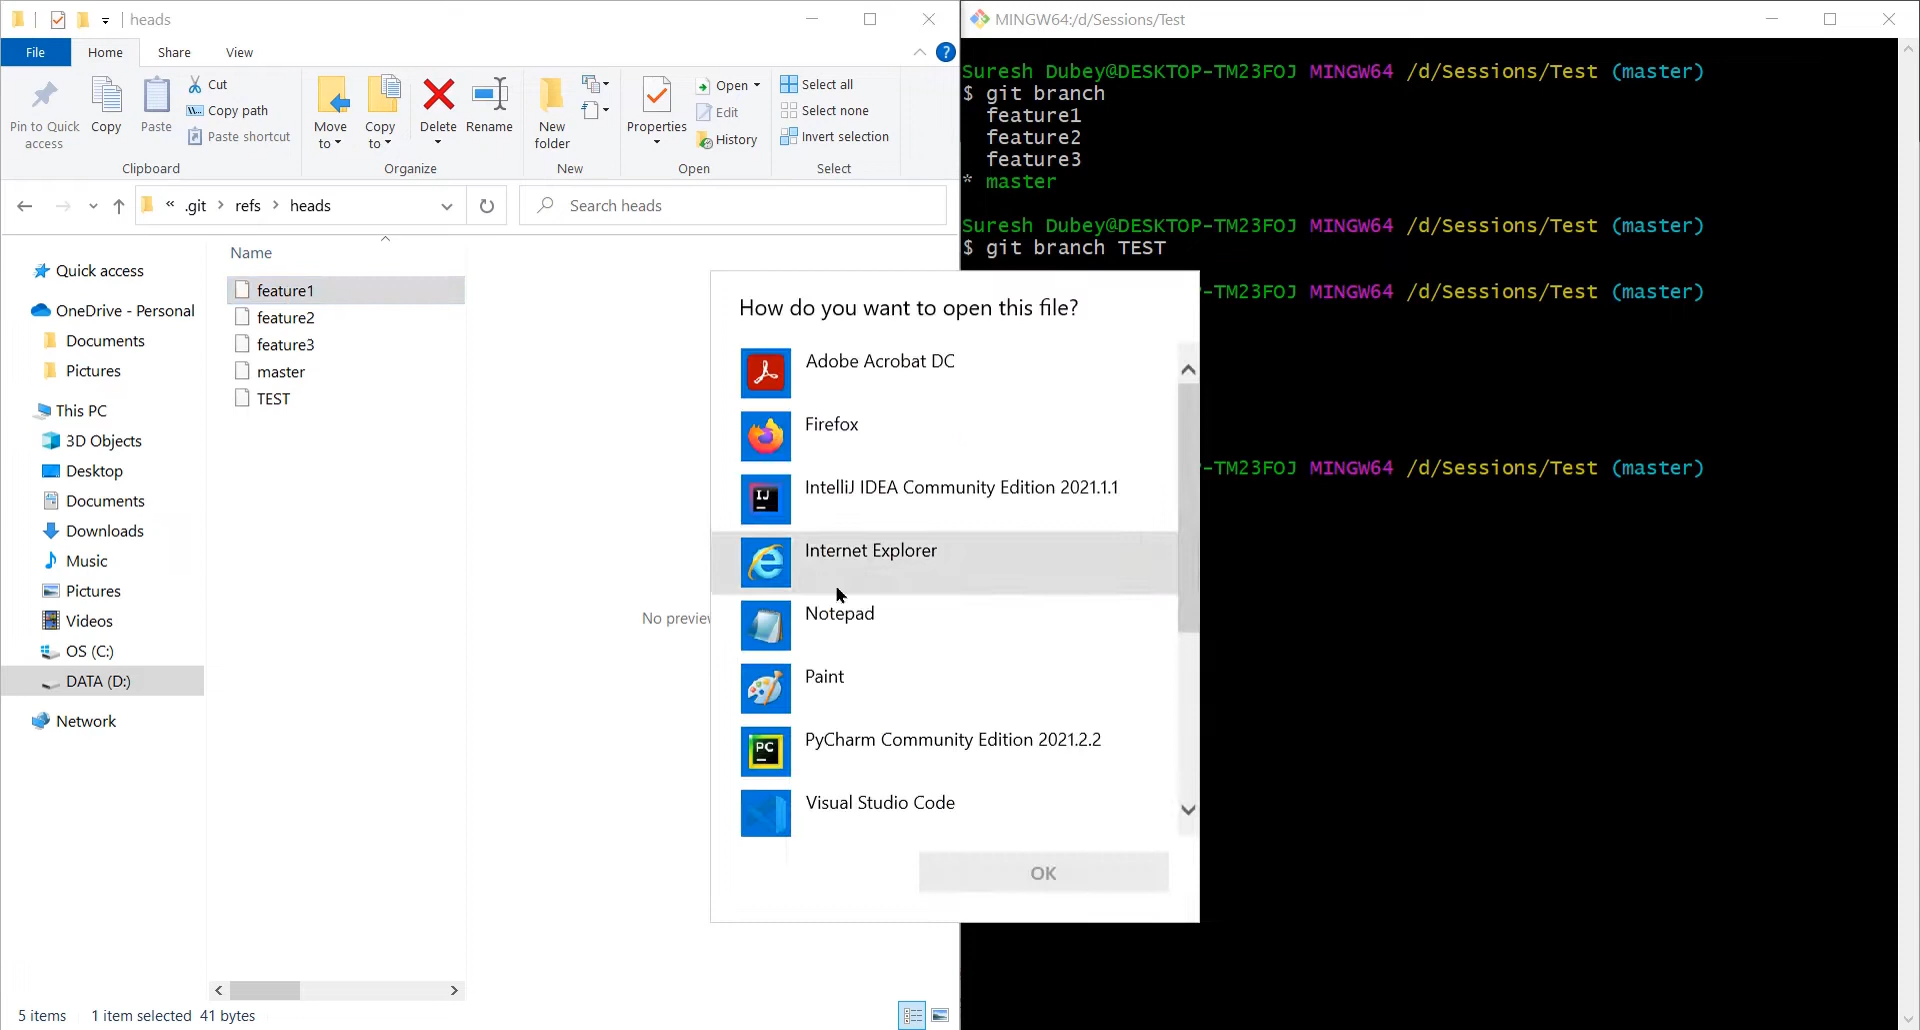 heads
File
Home
Share
View
?
Pin to Quick
access
Copy
Paste
Cut
Copy path
Paste shortcut
Clipboard
Move
to
Copy
to
Delete
Rename
Organize
New
folder
New
Properties
Open
Edit
History
Open
Select all
Select none
Invert selection
Select
« .git > refs > heads
Search heads
Name
Quick access
OneDrive - Personal
Documents
Pictures
This PC
3D Objects
Desktop
Documents
Downloads
Music
Pictures
Videos
OS (C:)
DATA (D:)
Network
feature1
feature2
feature3
master
TEST
No preview
5 items 1 item selected 41 bytes
How do you want to open this file?
Adobe Acrobat DC
Firefox
IJ
IntelliJ IDEA Community Edition 2021.1.1
Internet Explorer
Notepad
Paint
PC
PyCharm Community Edition 2021.2.2
Visual Studio Code
OK
MINGW64:/d/Sessions/Test
Suresh Dubey@DESKTOP-TM23FOJ MINGW64 /d/Sessions/Test (master)
$ git branch
feature1
feature2
feature3
* master
Suresh Dubey@DESKTOP-TM23FOJ MINGW64 /d/Sessions/Test (master)
$ git branch TEST
-TM23FOJ MINGW64 /d/Sessions/Test (master)
-TM23FOJ MINGW64 /d/Sessions/Test (master)